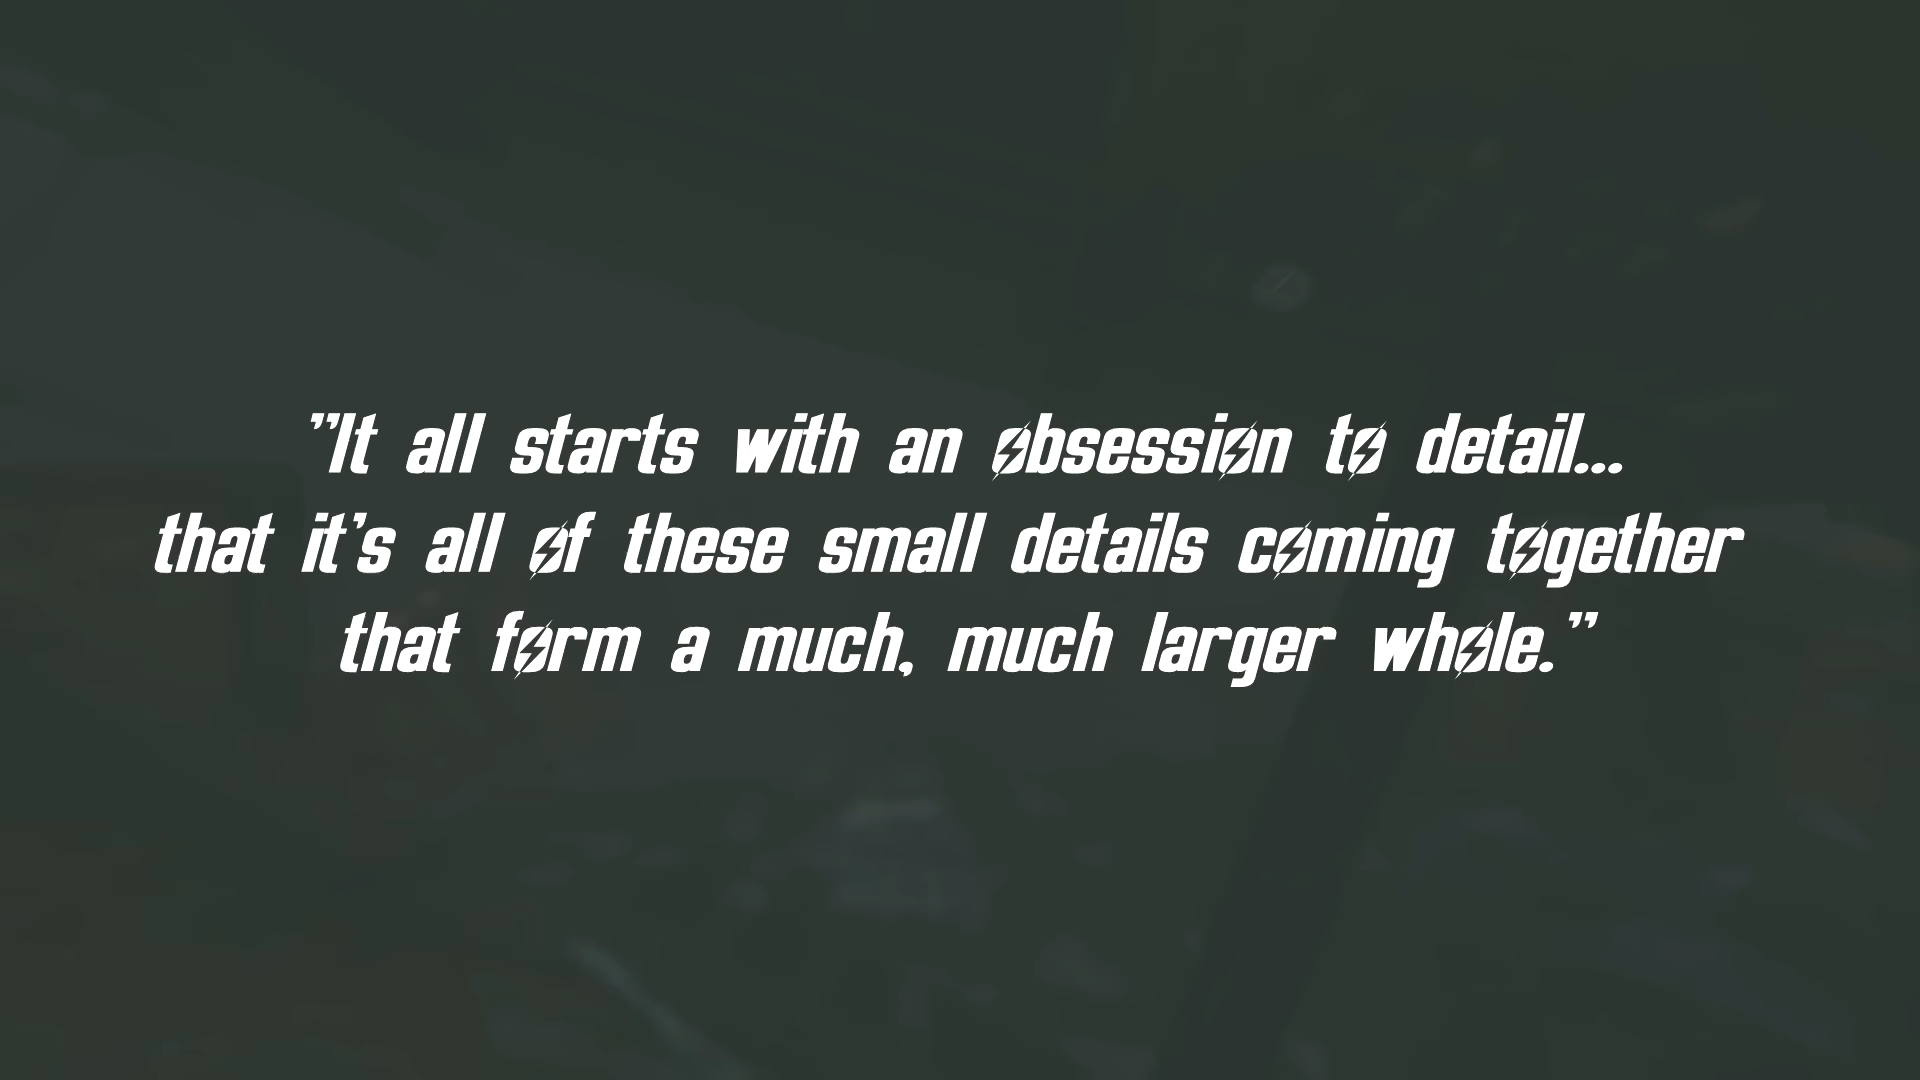 ”It all starts with an obsession to detail...
that it’s all of these small details coming together
that form a much, much larger whole.”